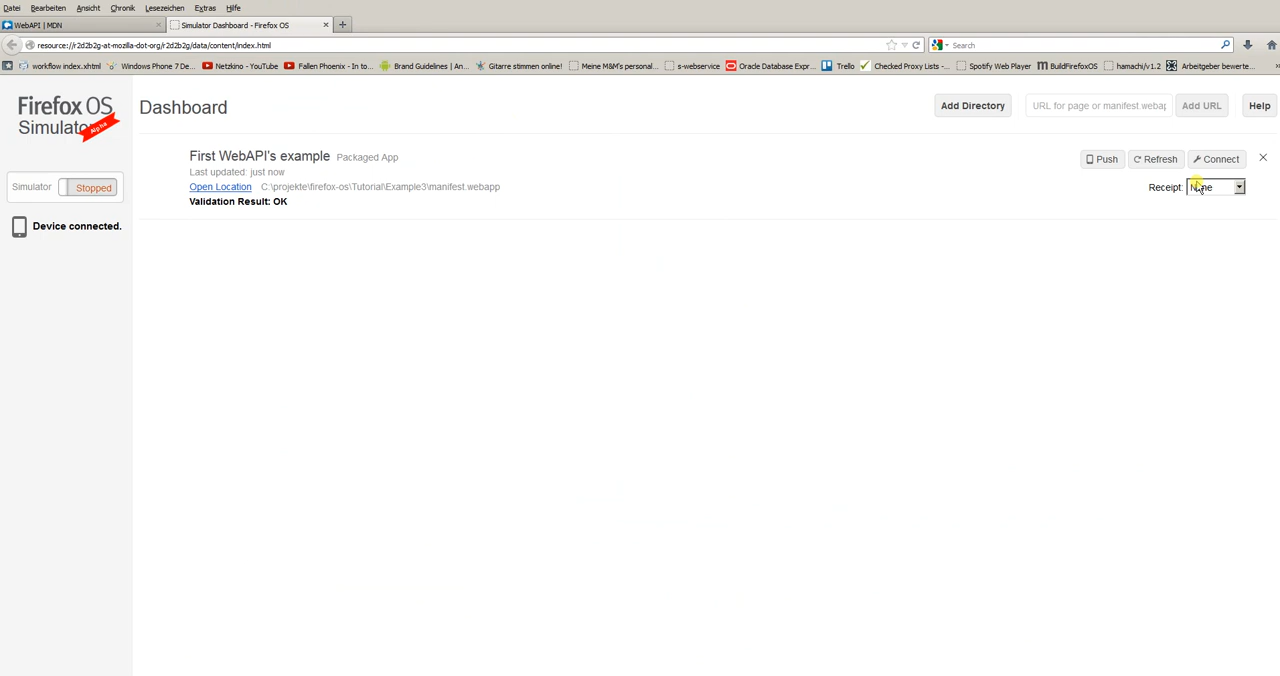 Datei Bearbeiten Ansicht Chronik Lesezeichen Extras Hilfe
WebAPI | MDN
Simulator Dashboard - Firefox OS
resource://r2d2b2g-at-mozilla-dot-org/r2d2b2g/data/content/index.html
Search
workflow index.xhtml Windows Phone 7 De... Netzkino - YouTube Fallen Phoenix - In to... Brand Guidelines | An... Gitarre stimmen online! Meine M&M's personal... s-webservice Oracle Database Expr... Trello Checked Proxy Lists -... Spotify Web Player BuildFirefoxOS hamachi/v1.2 Arbeitgeber bewerte...
Firefox OS
Simulator
Alpha
Dashboard
Add Directory
URL for page or manifest.webapp
Add URL
Help
First WebAPI's example Packaged App
Push Refresh Connect
Last updated: just now
Simulator Stopped
Open Location C:\projekte\firefox-os\Tutorial\Example3\manifest.webapp
Receipt: None
Validation Result: OK
Device connected.